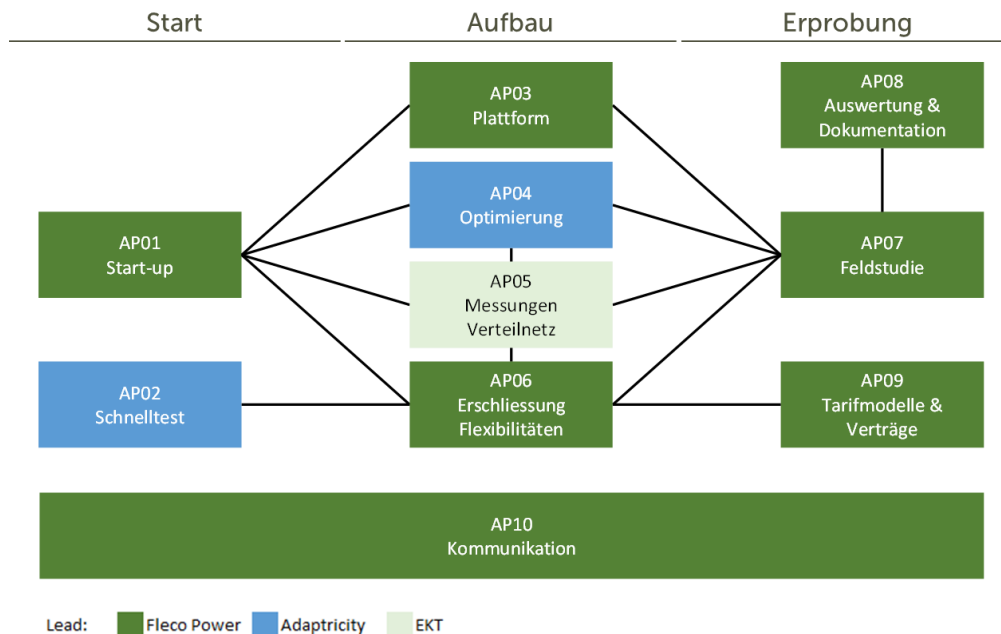 Start
Aufbau
Erprobung
AP03
Plattform
AP08
Auswertung &
Dokumentation
AP04
Optimierung
AP01
Start-up
AP07
Feldstudie
AP05
Messungen
Verteilnetz
AP02
Schnelltest
AP06
Erschliessung
Flexibilitäten
AP09
Tarifmodelle &
Verträge
AP10
Kommunikation
Lead: Fleco Power Adaptricity EKT